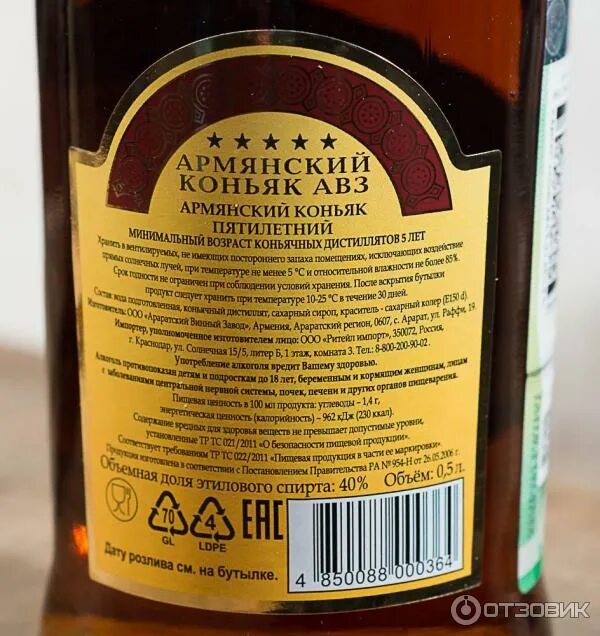 АРМЯНСКИЙ
КОНЬЯК АВЗ
АРМЯНСКИЙ КОНЬЯК
ПЯТИЛЕТНИЙ
МИНИМАЛЬНЫЙ ВОЗРАСТ КОНЬЯЧНЫХ ДИСТИЛЛЯТОВ 5 ЛЕТ
Хранить в вентилируемых, не имеющих постороннего запаха помещениях, исключающих воздействие
прямых солнечных лучей, при температуре не менее 5 °С и относительной влажности не более 85%.
Срок годности не ограничен при соблюдении условий хранения. После вскрытия бутылки
продукт следует хранить при температуре 10-25 °С в течение 30 дней.
Состав: вода подготовленная, коньячный дистиллят, сахарный сироп, краситель - сахарный колер (Е150 d).
Изготовитель: ООО «Араратский Винный Завод», Армения, Араратский регион, 0607, г. Арарат, ул. Раффи, 19.
Импортер, уполномоченное изготовителем лицо: ООО «Ритейл импорт», 350072, Россия,
г. Краснодар, ул. Солнечная 15/5, литер Б, 1 этаж, комната 3. Тел.: 8-800-200-90-02.
Употребление алкоголя вредит Вашему здоровью.
Алкоголь противопоказан детям и подросткам до 18 лет, беременным и кормящим женщинам, лицам
с заболеваниями центральной нервной системы, почек, печени и других органов пищеварения.
Пищевая ценность в 100 мл продукта: углеводы – 1,4 г,
энергетическая ценность (калорийность) – 962 кДж (230 ккал).
Содержание вредных для здоровья веществ не превышает допустимые уровни,
установленные ТР ТС 021/2011 «О безопасности пищевой продукции».
Соответствует требованиям ТР ТС 022/2011 «Пищевая продукция в части ее маркировки».
Продукция изготовлена в соответствии с Постановлением Правительства РА № 954-Н от 26.05.2006 г.
Объемная доля этилового спирта: 40% Объём: 0,5 л.
70
GL
4
LDPE
ЕАС
Дату розлива см. на бутылке.
4 850088 000364
ОТЗОВИК